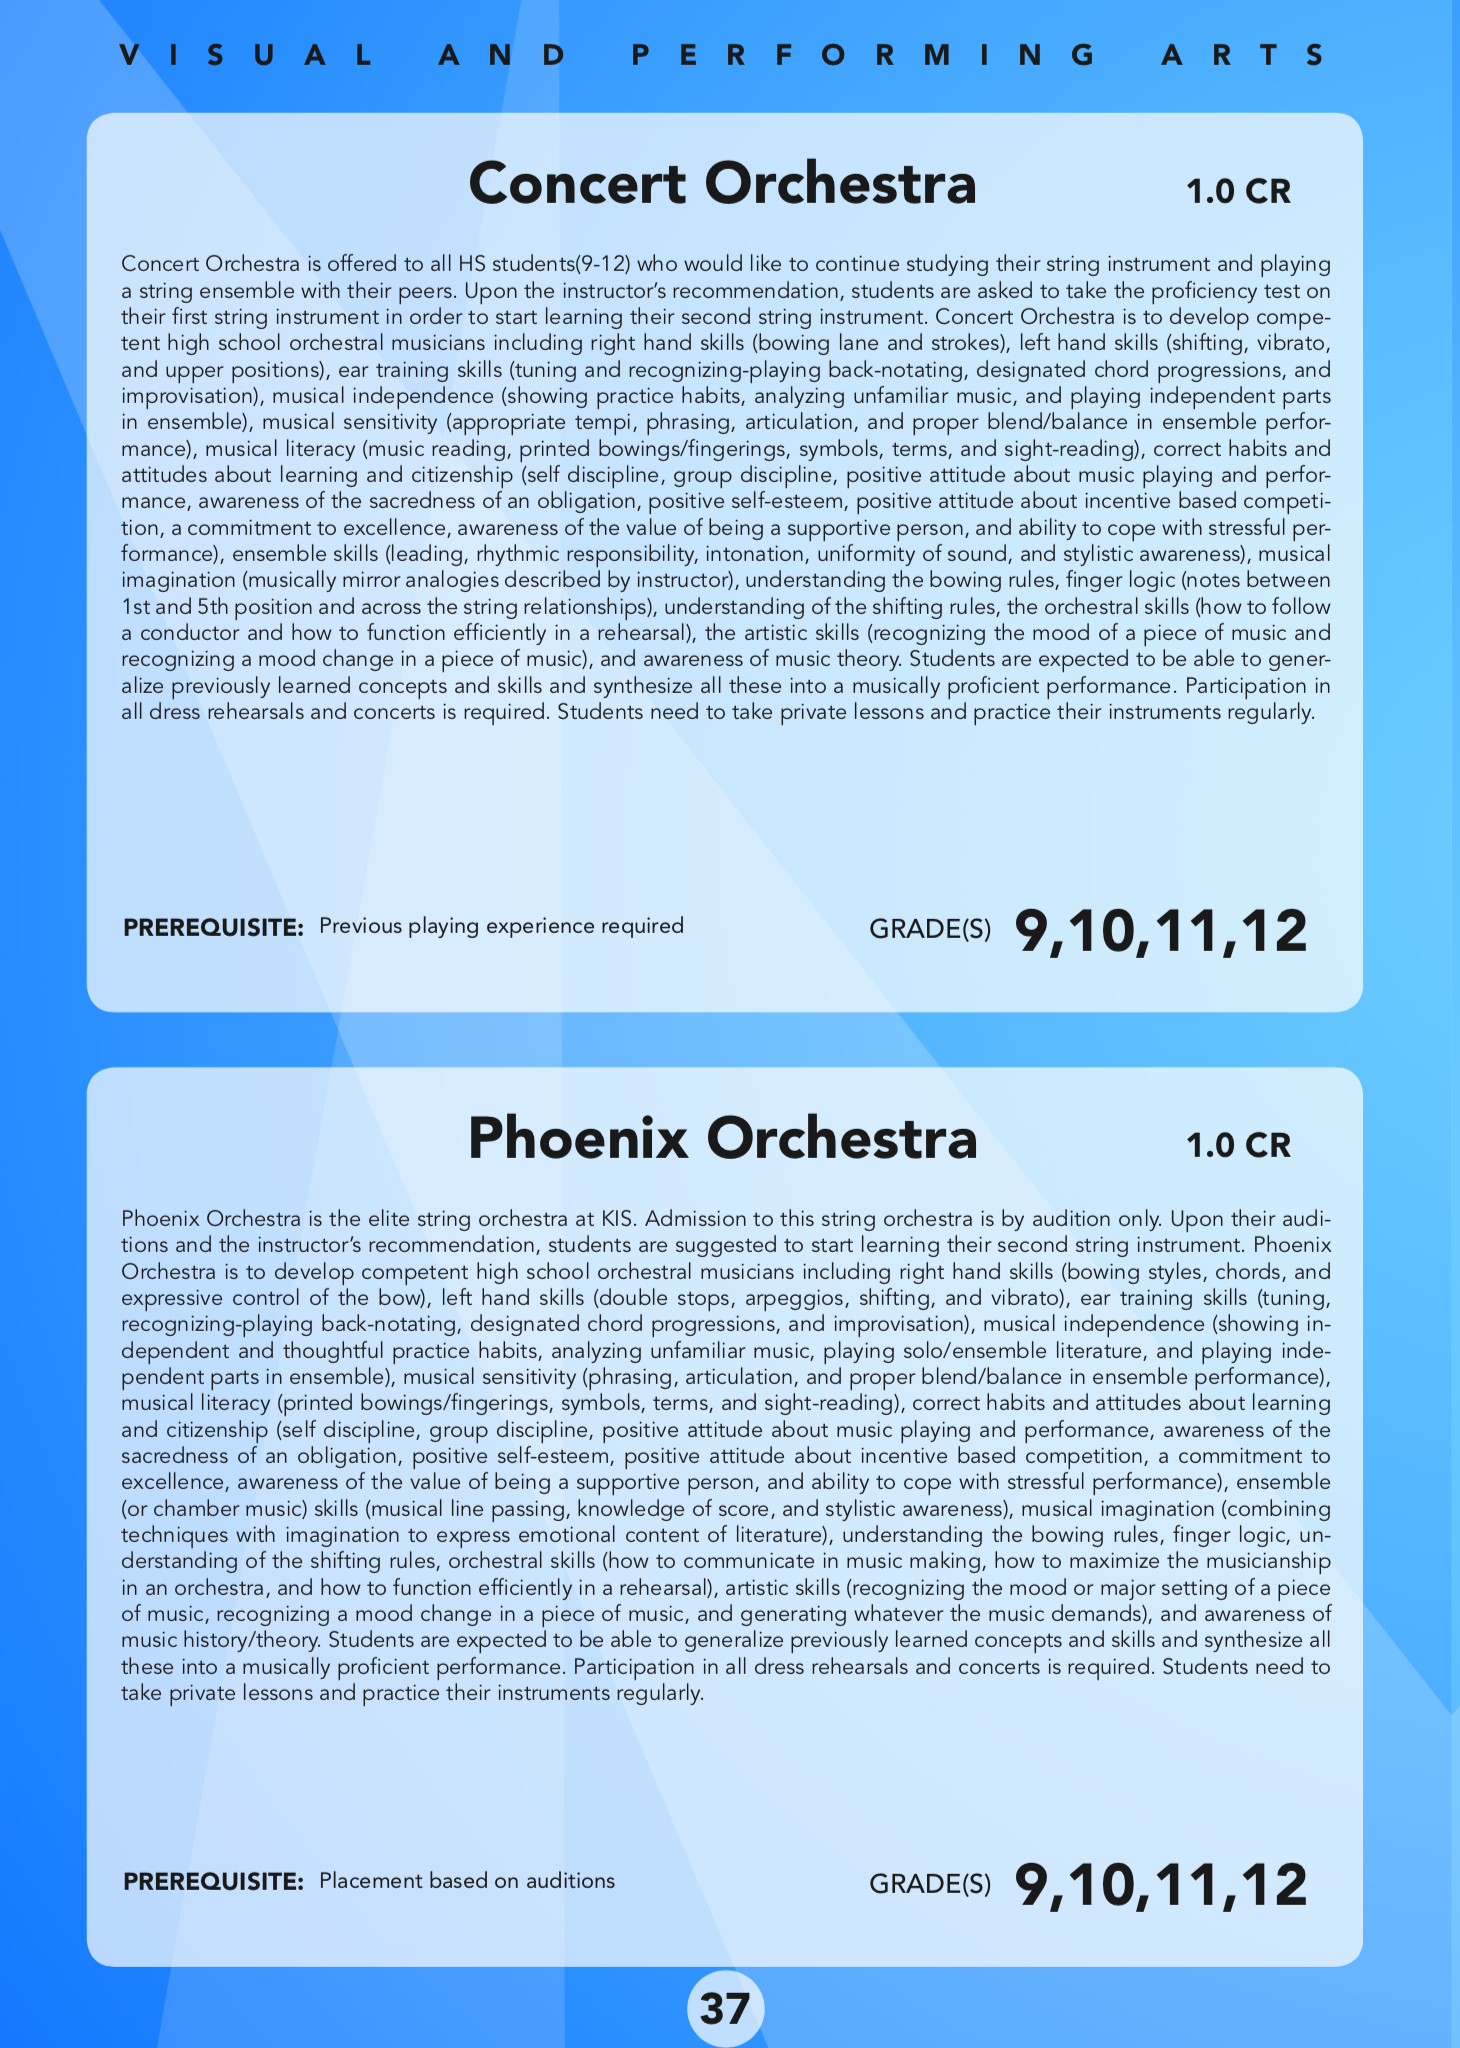 VISUAL AND PERFORMING ARTS
Concert Orchestra
1.0 CR
Concert Orchestra is offered to all HS students(9-12) who would like to continue studying their string instrument and playing
a string ensemble with their peers. Upon the instructor's recommendation, students are asked to take the proficiency test on
their first string instrument in order to start learning their second string instrument. Concert Orchestra is to develop compe-
tent high school orchestral musicians including right hand skills (bowing lane and strokes), left hand skills (shifting, vibrato,
and upper positions), ear training skills (tuning and recognizing-playing back-notating, designated chord progressions, and
improvisation), musical independence (showing practice habits, analyzing unfamiliar music, and playing independent parts
in ensemble), musical sensitivity (appropriate tempi, phrasing, articulation, and proper blend/balance in ensemble perfor-
mance), musical literacy (music reading, printed bowings/fingerings, symbols, terms, and sight-reading), correct habits and
attitudes about learning and citizenship (self discipline, group discipline, positive attitude about music playing and perfor-
mance, awareness of the sacredness of an obligation, positive self-esteem, positive attitude about incentive based competi-
tion, a commitment to excellence, awareness of the value of being a supportive person, and ability to cope with stressful per-
formance), ensemble skills (leading, rhythmic responsibility, intonation, uniformity of sound, and stylistic awareness), musical
imagination (musically mirror analogies described by instructor), understanding the bowing rules, finger logic (notes between
1st and 5th position and across the string relationships), understanding of the shifting rules, the orchestral skills (how to follow
a conductor and how to function efficiently in a rehearsal), the artistic skills (recognizing the mood of a piece of music and
recognizing a mood change in a piece of music), and awareness of music theory. Students are expected to be able to gener-
alize previously learned concepts and skills and synthesize all these into a musically proficient performance. Participation in
all dress rehearsals and concerts is required. Students need to take private lessons and practice their instruments regularly.
PREREQUISITE: Previous playing experience required
GRADE(S) 9,10,11,12
Phoenix Orchestra
1.0 CR
Phoenix Orchestra is the elite string orchestra at KIS. Admission to this string orchestra is by audition only. Upon their audi-
tions and the instructor's recommendation, students are suggested to start learning their second string instrument. Phoenix
Orchestra is to develop competent high school orchestral musicians including right hand skills (bowing styles, chords, and
expressive control of the bow), left hand skills (double stops, arpeggios, shifting, and vibrato), ear training skills (tuning,
recognizing-playing back-notating, designated chord progressions, and improvisation), musical independence (showing in-
dependent and thoughtful practice habits, analyzing unfamiliar music, playing solo/ensemble literature, and playing inde-
pendent parts in ensemble), musical sensitivity (phrasing, articulation, and proper blend/balance in ensemble performance),
musical literacy (printed bowings/fingerings, symbols, terms, and sight-reading), correct habits and attitudes about learning
and citizenship (self discipline, group discipline, positive attitude about music playing and performance, awareness of the
sacredness of an obligation, positive self-esteem, positive attitude about incentive based competition, a commitment to
excellence, awareness of the value of being a supportive person, and ability to cope with stressful performance), ensemble
(or chamber music) skills (musical line passing, knowledge of score, and stylistic awareness), musical imagination (combining
techniques with imagination to express emotional content of literature), understanding the bowing rules, finger logic, un-
derstanding of the shifting rules, orchestral skills (how to communicate in music making, how to maximize the musicianship
in an orchestra, and how to function efficiently in a rehearsal), artistic skills (recognizing the mood or major setting of a piece
of music, recognizing a mood change in a piece of music, and generating whatever the music demands), and awareness of
music history/theory. Students are expected to be able to generalize previously learned concepts and skills and synthesize all
these into a musically proficient performance. Participation in all dress rehearsals and concerts is required. Students need to
take private lessons and practice their instruments regularly.
PREREQUISITE: Placement based on auditions
GRADE(S) 9,10,11,12
37